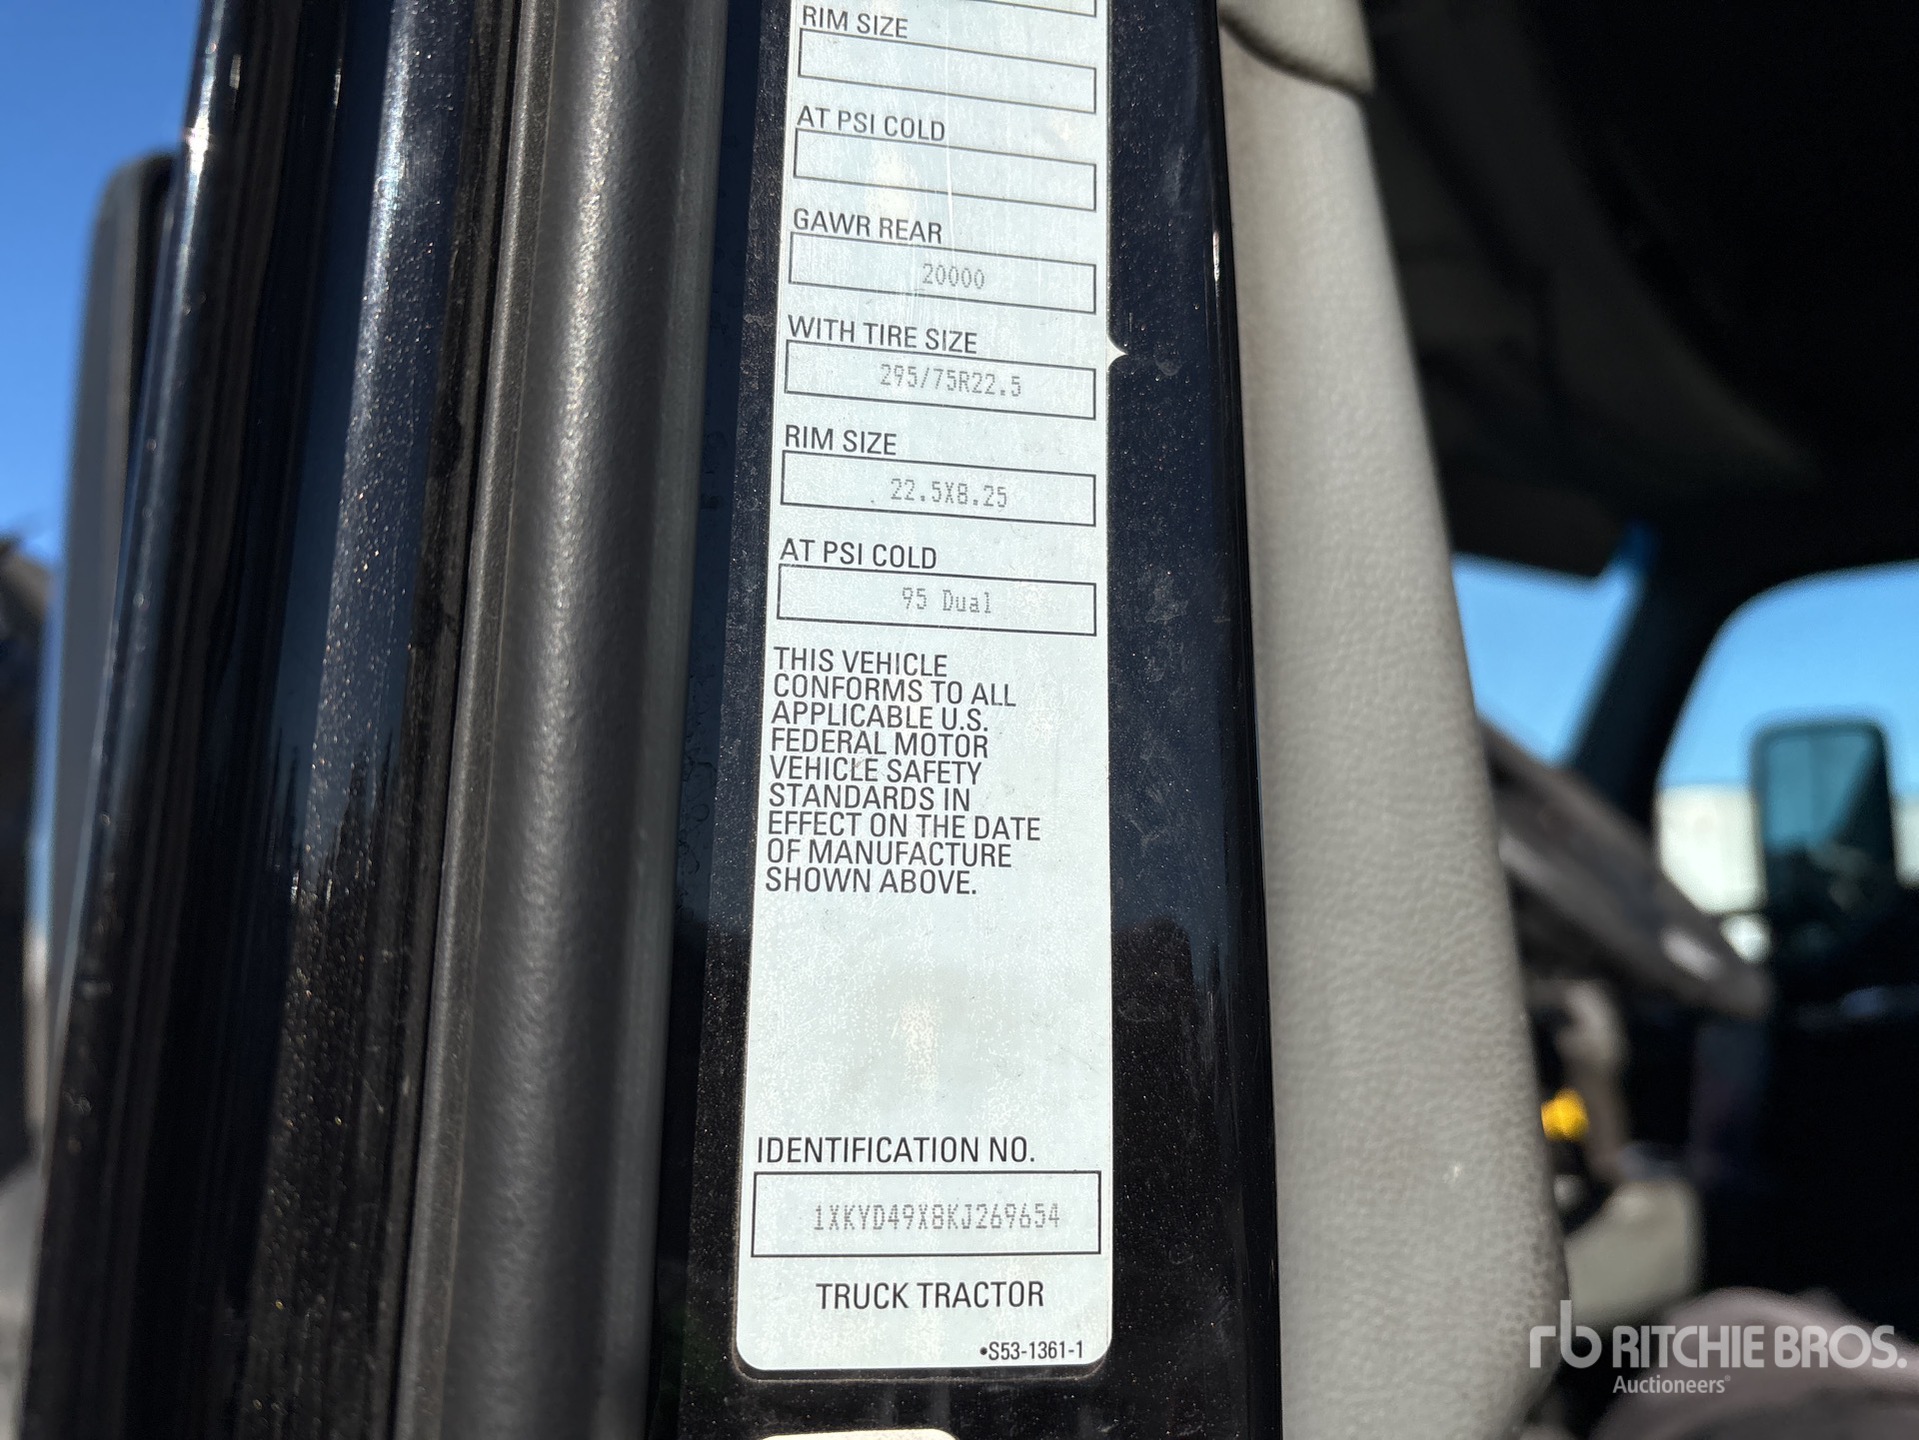 RIM SIZE
AT PSI COLD
GAWR REAR
20000
WITH TIRE SIZE
295/75R22.5
RIM SIZE
22.5X8.25
AT PSI COLD
95 Dual
THIS VEHICLE
CONFORMS TO ALL
APPLICABLE U.S.
FEDERAL MOTOR
VEHICLE SAFETY
STANDARDS IN
EFFECT ON THE DATE
OF MANUFACTURE
SHOWN ABOVE.
IDENTIFICATION NO.
1XKYD49X8KJ269654
TRUCK TRACTOR
•S53-1361-1
rb RITCHIE BROS.
Auctioneers®